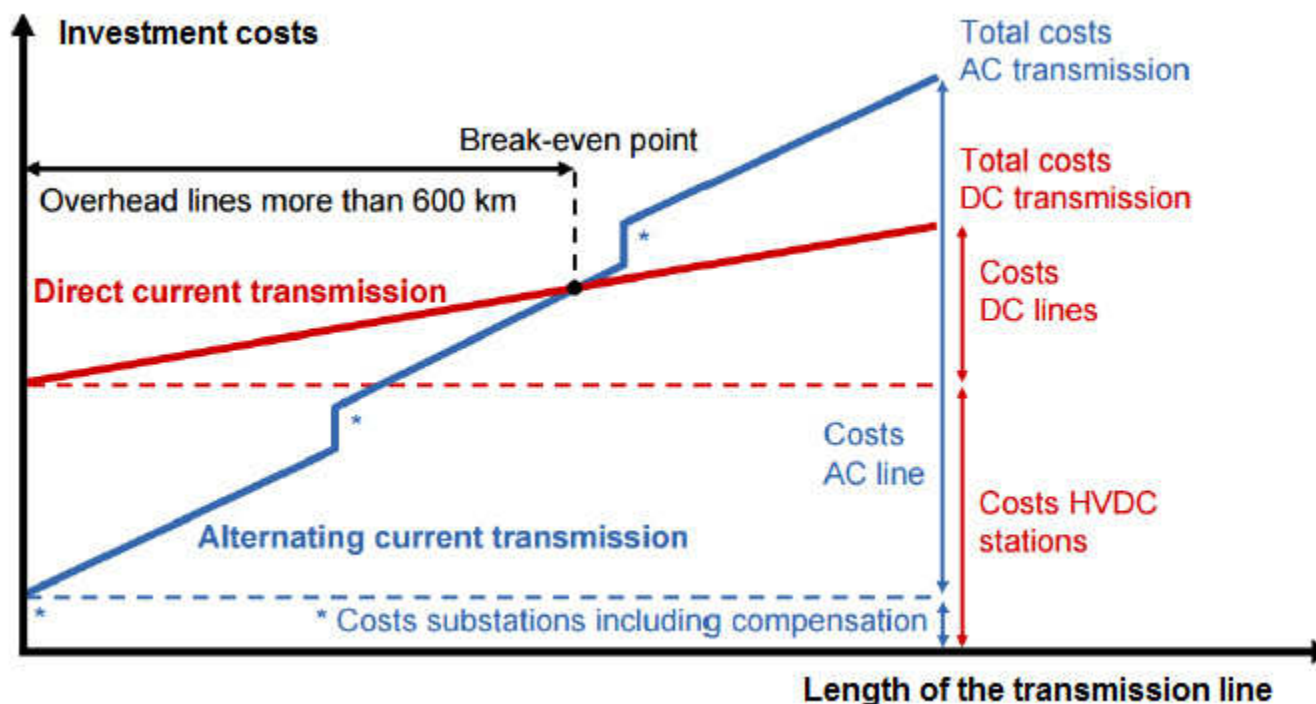 Investment costs
Total costs
AC transmission
Break-even point
Overhead lines more than 600 km
Total costs
DC transmission
*
Direct current transmission
Costs
DC lines
*
Costs
AC line
Costs HVDC
stations
Alternating current transmission
*
* Costs substations including compensation
Length of the transmission line